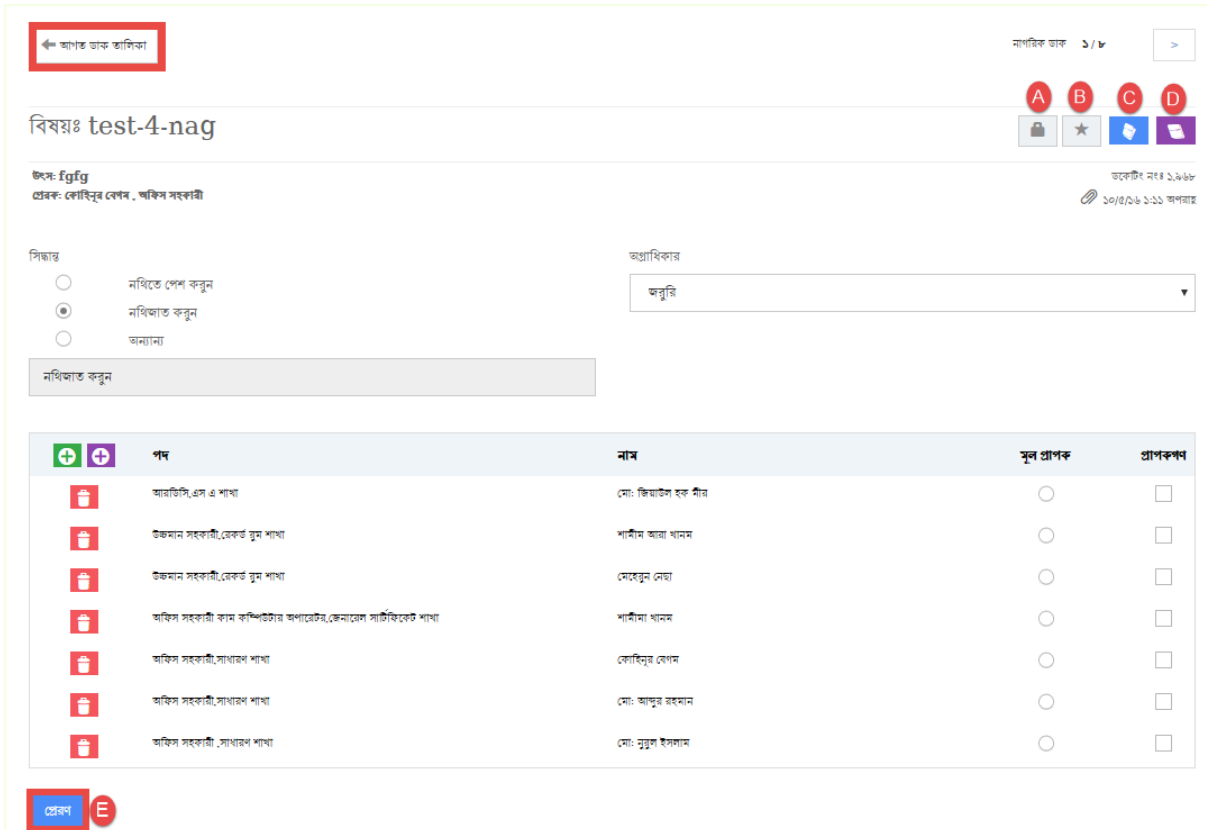 আগত ডাক তালিকা
নাগরিক ডাক ১ / ৮ >
A B C D
বিষয়ঃ test-4-nag
উৎস: fgfg
প্রেরক: কোহিনূর বেগম , অফিস সহকারী
ডকেটিং নংঃ ১,৯৬৮
১০/৫/১৬ ১:১১ অপরাহ্ণ
সিদ্ধান্ত
নথিতে পেশ করুন
নথিজাত করুন
অন্যান্য
নথিজাত করুন
অগ্রাধিকার
জরুরি
পদ নাম মূল প্রাপক প্রাপকগণ
আরডিসি,এস এ শাখা মো: জিয়াউল হক মীর
উচ্চমান সহকারী,রেকর্ড রুম শাখা শামীম আরা খানম
উচ্চমান সহকারী,রেকর্ড রুম শাখা মেহেরুন নেছা
অফিস সহকারী কাম কম্পিউটার অপারেটর,জেনারেল সার্টিফিকেট শাখা শামীমা খানম
অফিস সহকারী,সাধারণ শাখা কোহিনূর বেগম
অফিস সহকারী,সাধারণ শাখা মো: আব্দুর রহমান
অফিস সহকারী ,সাধারণ শাখা মো: নুরুল ইসলাম
প্রেরণ E